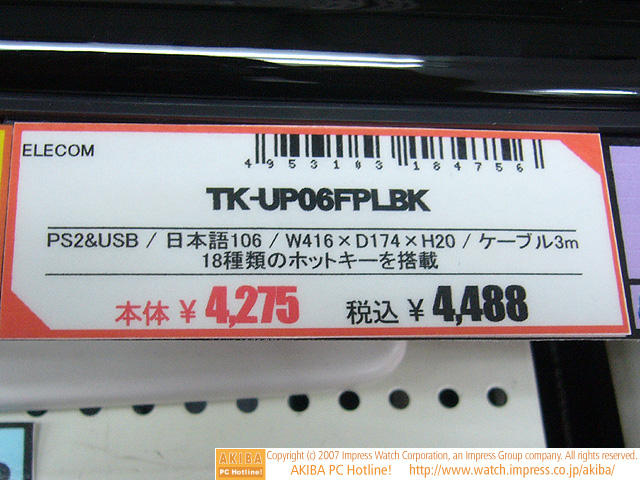 ELECOM
4953103 184756
TK-UP06FPLBK
PS2&USB / 日本語106 / W416×D174×H20 / ケーブル3m
18種類のホットキーを搭載
本体 ¥ 4,275 税込 ¥ 4,488
AKIBA
PC Hotline!
Copyright (c) 2007 Impress Watch Corporation, an Impress Group company. All rights reserved.
AKIBA PC Hotline! http://www.watch.impress.co.jp/akiba/